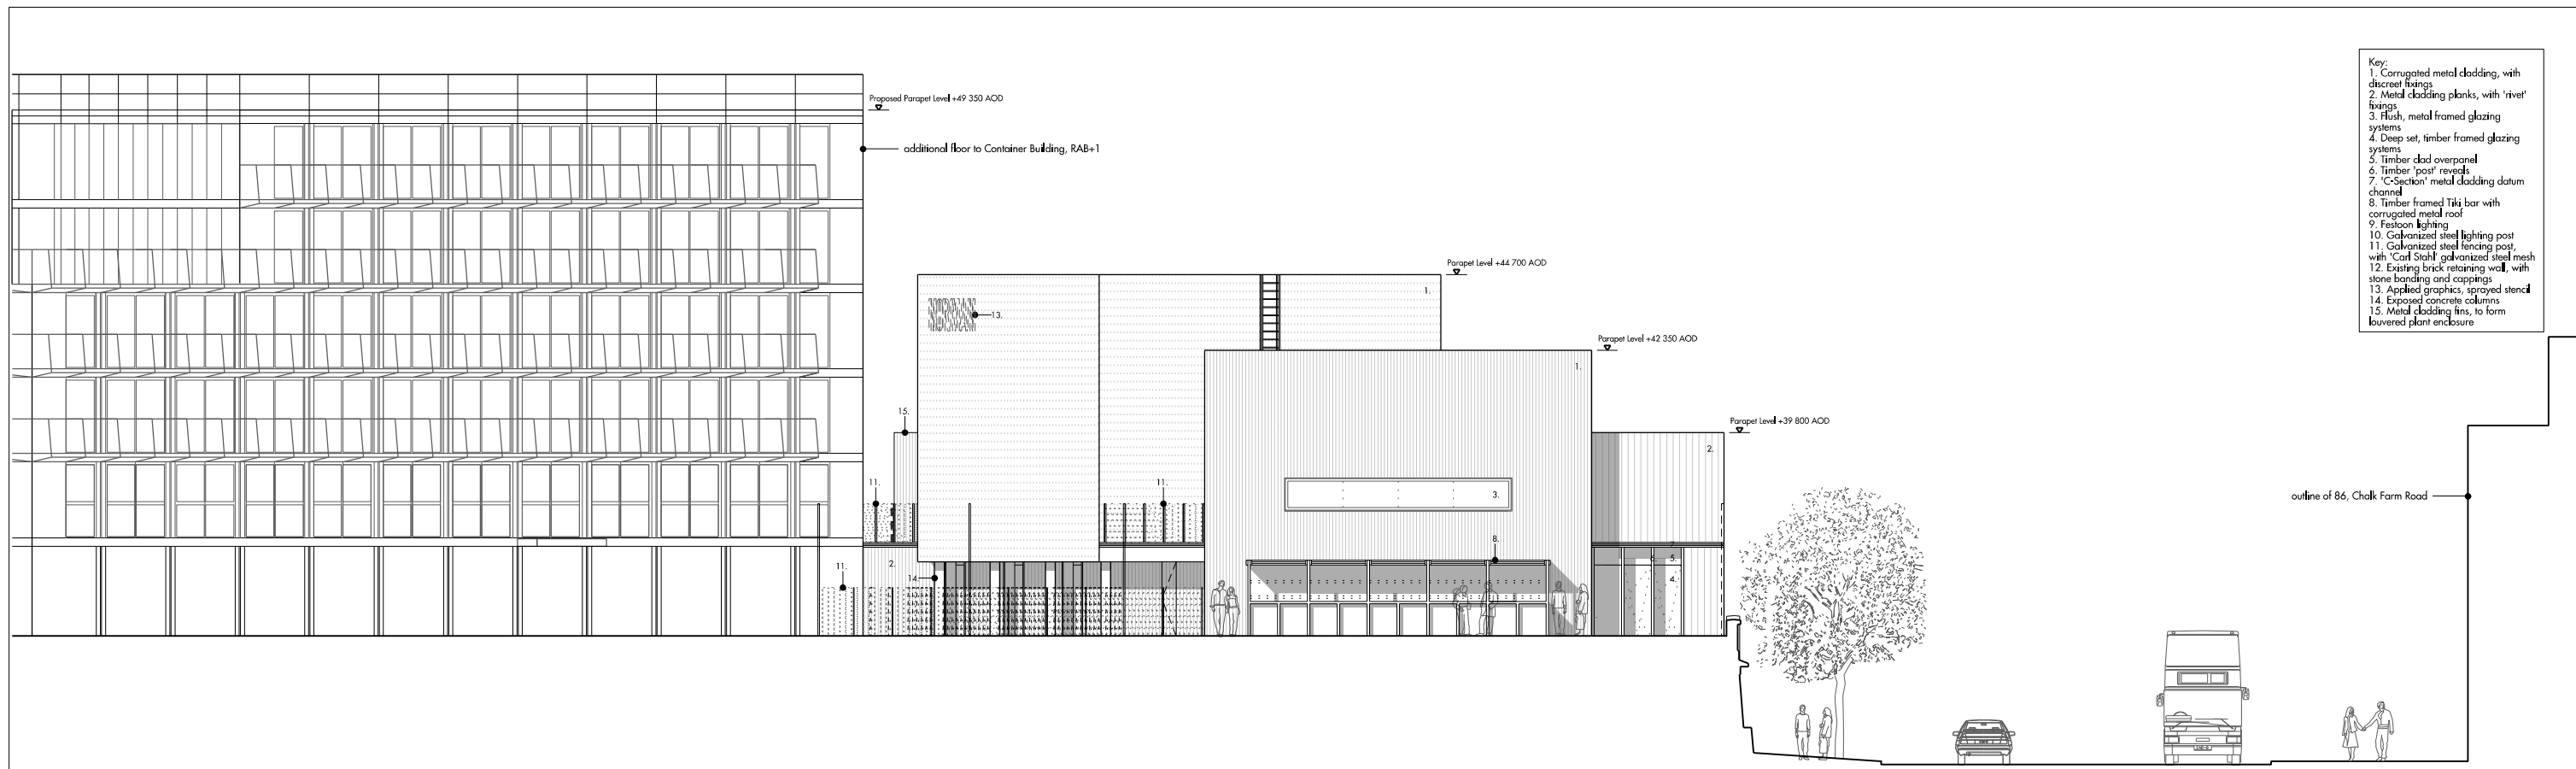 Key:
1. Corrugated metal cladding, with
discreet fixings
2. Metal cladding planks, with 'rivet'
fixings
3. Flush, metal framed glazing
systems
4. Deep set, timber framed glazing
systems
5. Timber clad overpanel
6. Timber 'post' reveals
7. 'C-Section' metal cladding datum
channel
8. Timber framed Tiki bar with
corrugated metal roof
9. Festoon lighting
10. Galvanized steel lighting post
11. Galvanized steel fencing post,
with 'Carl Stahl' galvanized steel mesh
12. Existing brick retaining wall, with
stone banding and cappings
13. Applied graphics, sprayed stencil
14. Exposed concrete columns
15. Metal cladding fins, to form
louvered plant enclosure
Proposed Parapet Level +49 350 AOD
additional floor to Container Building, RAB+1
Parapet Level +44 700 AOD
1.
13.
Parapet Level +42 350 AOD
1.
15.
Parapet Level +39 800 AOD
2.
11.
11.
3.
outline of 86, Chalk Farm Road
8.
7.
6.
5.
2.
11.
14.
4.